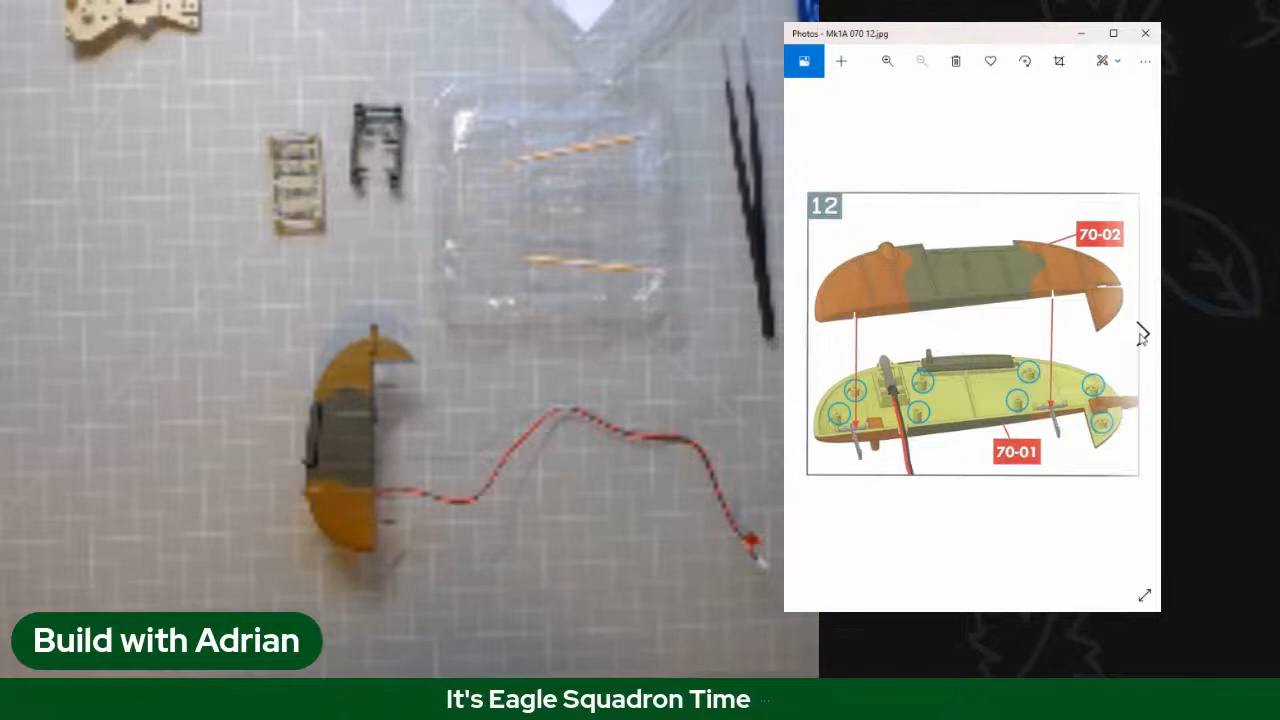 Photos - Mk1A 070 12.jpg
12
70-02
70-01
Build with Adrian
It's Eagle Squadron Time